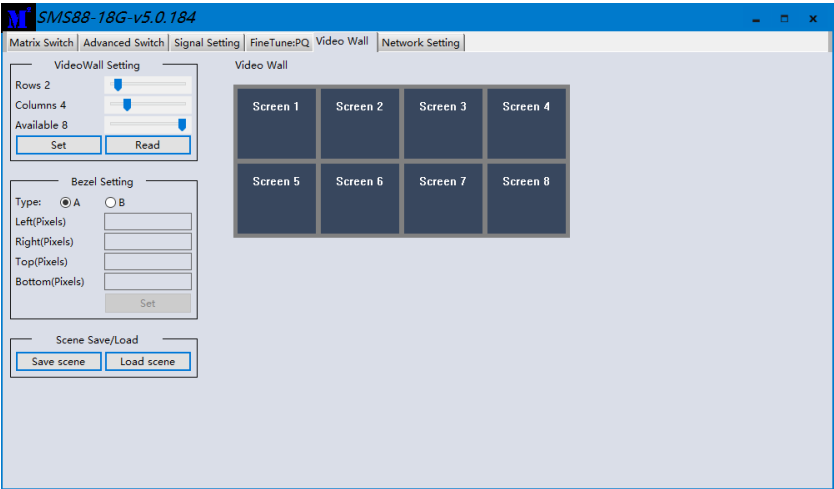 M SMS88-18G-v5.0.184
Matrix Switch Advanced Switch Signal Setting FineTune:PQ Video Wall Network Setting
VideoWall Setting
Rows 2
Columns 4
Available 8
Set Read
Bezel Setting
Type: A B
Left(Pixels)
Right(Pixels)
Top(Pixels)
Bottom(Pixels)
Set
Scene Save/Load
Save scene Load scene
Video Wall
Screen 1 Screen 2 Screen 3 Screen 4
Screen 5 Screen 6 Screen 7 Screen 8